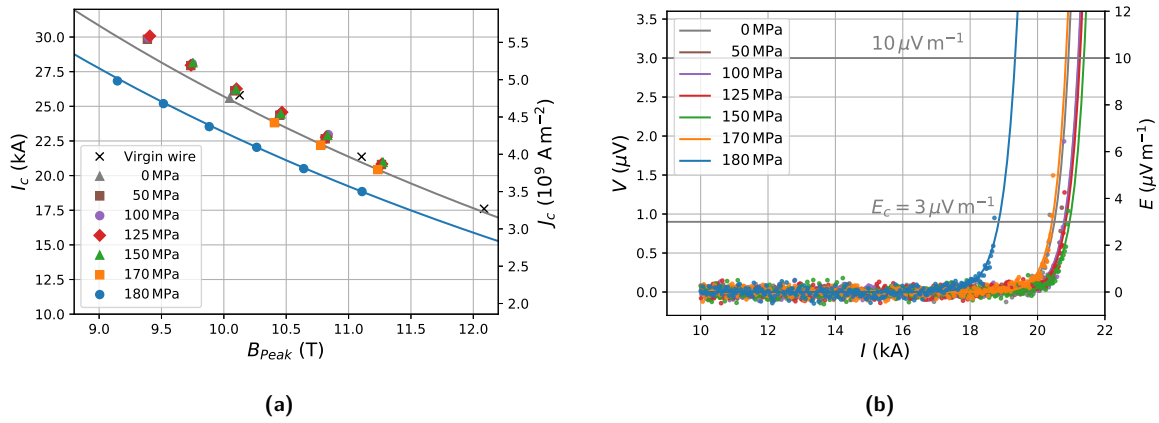 30.0
27.5
25.0
22.5
20.0
17.5
15.0
12.5
10.0
I_c (kA)
Virgin wire
0 MPa
50 MPa
100 MPa
125 MPa
150 MPa
170 MPa
180 MPa
5.5
5.0
4.5
4.0
3.5
3.0
2.5
2.0
J_c (10⁹ A m⁻²)
9.0 9.5 10.0 10.5 11.0 11.5 12.0
B_Peak (T)
(a)
3.5
3.0
2.5
2.0
1.5
1.0
0.5
0.0
V (μV)
0 MPa
50 MPa
100 MPa
125 MPa
150 MPa
170 MPa
180 MPa
10 μV m⁻¹
E_c = 3 μV m⁻¹
12
10
8
6
4
2
0
E (μV m⁻¹)
10 12 14 16 18 20 22
I (kA)
(b)